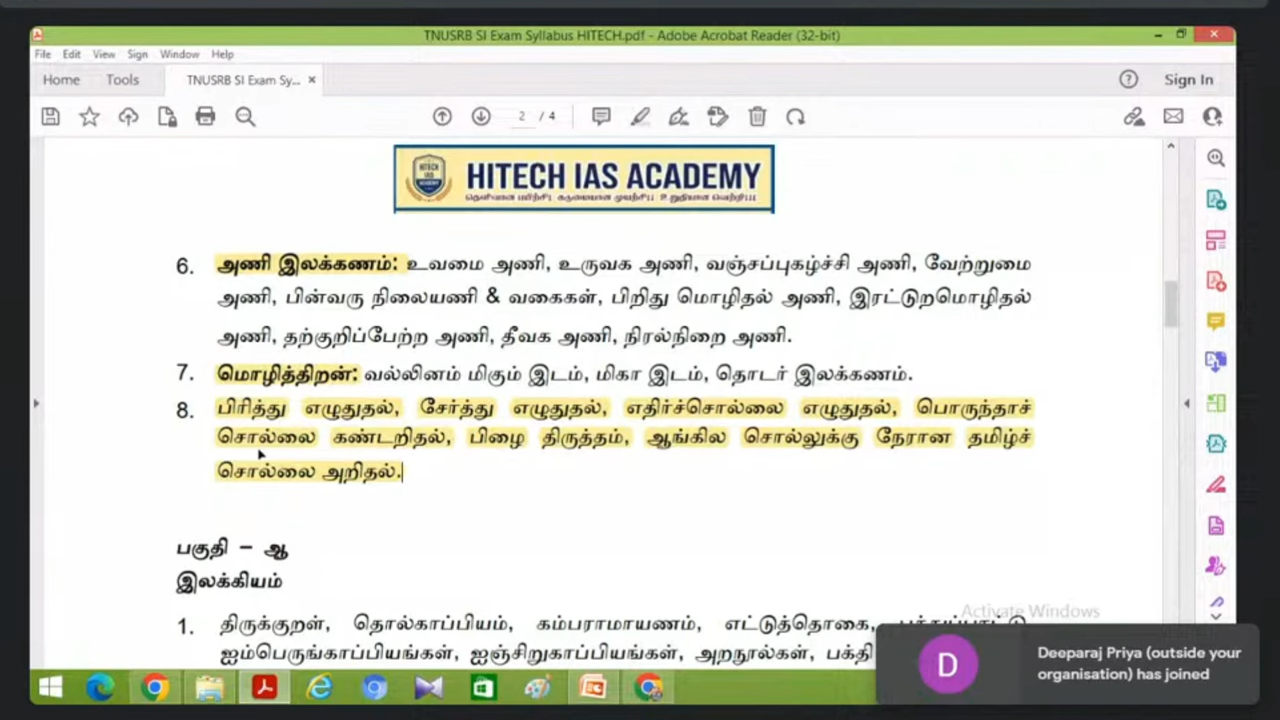 TNUSRB SI Exam Syllabus HITECH.pdf - Adobe Acrobat Reader (32-bit)
File Edit View Sign Window Help
Home Tools TNUSRB SI Exam Sy... × Sign In
2 / 4
HITECH IAS ACADEMY
6. அணி இலக்கணம்: உவமை அணி, உருவக அணி, வஞ்சப்புகழ்ச்சி அணி, வேற்றுமை
அணி, பின்வரு நிலையணி & வகைகள், பிறிது மொழிதல் அணி, இரட்டுறமொழிதல்
அணி, தற்குறிப்பேற்ற அணி, தீவக அணி, நிரல்நிறை அணி.
7. மொழித்திறன்: வல்லினம் மிகும் இடம், மிகா இடம், தொடர் இலக்கணம்.
8. பிரித்து எழுதுதல், சேர்த்து எழுதுதல், எதிர்ச்சொல்லை எழுதுதல், பொருந்தாச்
சொல்லை கண்டறிதல், பிழை திருத்தம், ஆங்கில சொல்லுக்கு நேரான தமிழ்ச்
சொல்லை அறிதல்.
பகுதி – ஆ
இலக்கியம்
1. திருக்குறள், தொல்காப்பியம், கம்பராமாயணம், எட்டுத்தொகை,
ஐம்பெருங்காப்பியங்கள், ஐஞ்சிறுகாப்பியங்கள், அறநூல்கள், பக்தி
Activate Windows
D
Deeparaj Priya (outside your
organisation) has joined